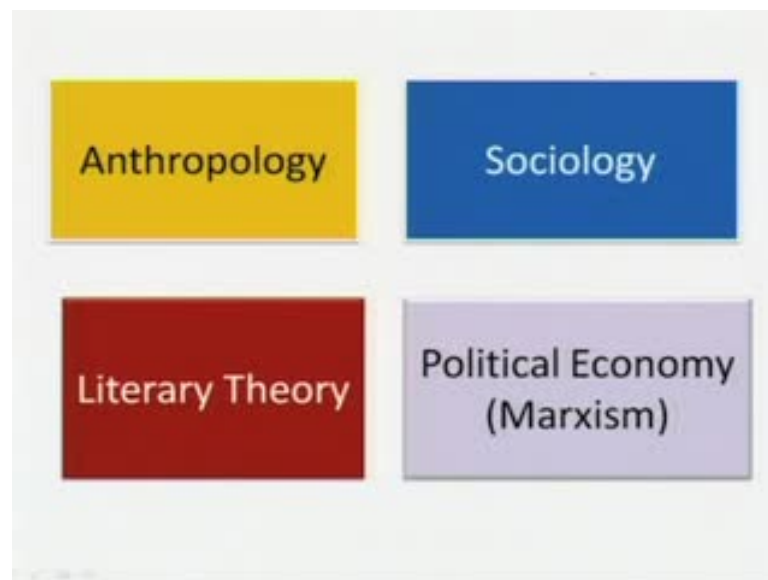 Anthropology
Sociology
Literary Theory
Political Economy
(Marxism)